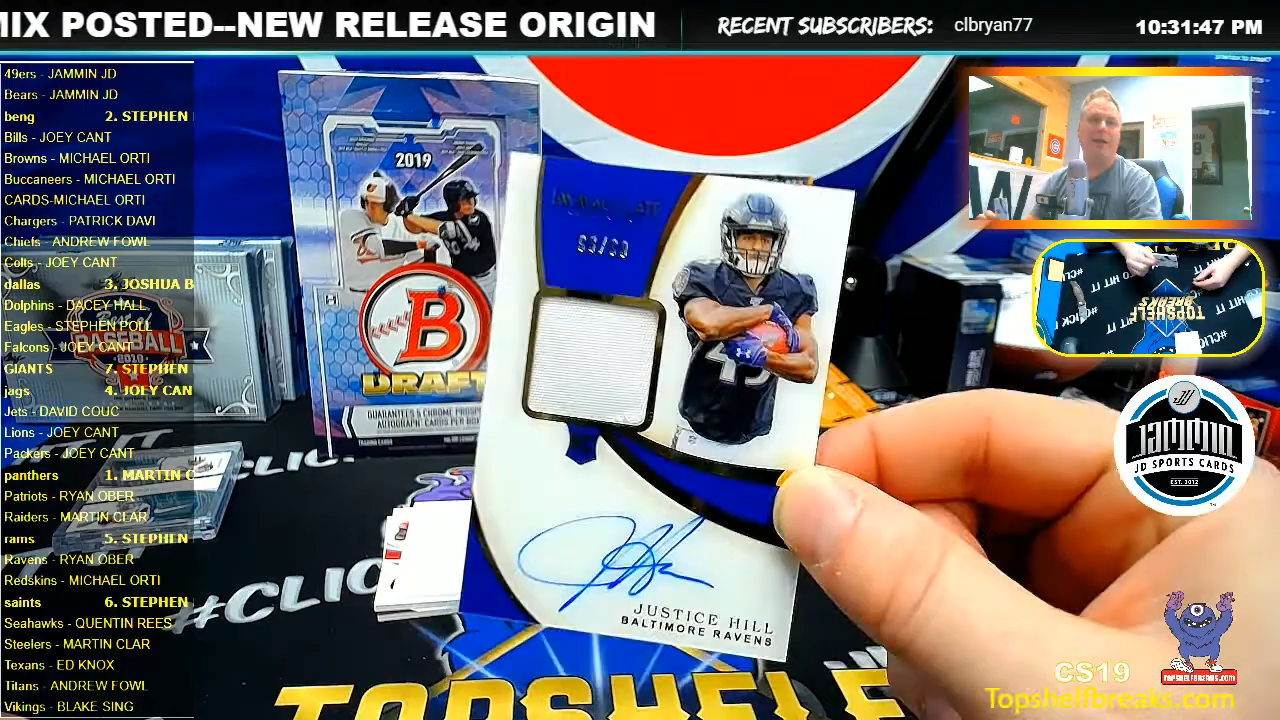 MIX POSTED--NEW RELEASE ORIGIN
RECENT SUBSCRIBERS:
clbryan77
10:31:47 PM
49ers - JAMMIN JD
Bears - JAMMIN JD
beng 2. STEPHEN
Bills - JOEY CANT
Browns - MICHAEL ORTI
Buccaneers - MICHAEL ORTI
CARDS-MICHAEL ORTI
Chargers - PATRICK DAVI
Chiefs - ANDREW FOWL
Colts - JOEY CANT
dallas 3. JOSHUA B
Dolphins - DACEY HALL
Eagles - STEPHEN POLL
Falcons - JOEY CANT
GIANTS 7. STEPHEN
jags 4. JOEY CAN
Jets - DAVID COUC
Lions - JOEY CANT
Packers - JOEY CANT
panthers 1. MARTIN C
Patriots - RYAN OBER
Raiders - MARTIN CLAR
rams 5. STEPHEN
Ravens - RYAN OBER
Redskins - MICHAEL ORTI
saints 6. STEPHEN
Seahawks - QUENTIN REES
Steelers - MARTIN CLAR
Texans - ED KNOX
Titans - ANDREW FOWL
Vikings - BLAKE SING
2019
B
DRAFT
BASEBALL
2010
JUSTICE HILL
BALTIMORE RAVENS
#CLIC
TOPSHELF
TOPSHELF
BREAKS
JAMMIN
JD SPORTS CARDS
EST. 2012
CS19
Topshelfbreaks.com